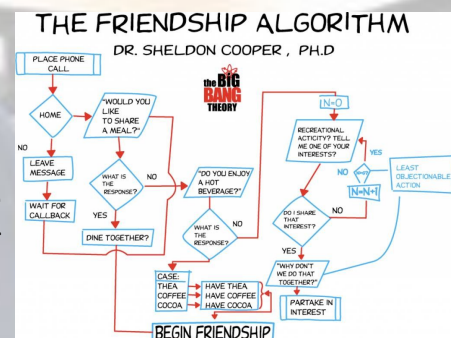 THE FRIENDSHIP ALGORITHM
DR. SHELDON COOPER , PH.D
PLACE PHONE
CALL
the BIG
BANG
THEORY
HOME
"WOULD YOU
LIKE
TO SHARE
A MEAL?"
NO
LEAVE
MESSAGE
WAIT FOR
CALLBACK
WHAT IS
THE
RESPONSE?
NO
YES
DINE TOGETHER?
"DO YOU ENJOY
A HOT
BEVERAGE?"
WHAT IS
THE
RESPONSE?
NO
CASE:
THEA
COFFEE
COCOA
HAVE THEA
HAVE COFFEE
HAVE COCOA
BEGIN FRIENDSHIP
N=0
RECREATIONAL
ACTICITY? TELL
ME ONE OF YOUR
INTERESTS?
YES
NO
N=N+1
LEAST
OBJECTIONABLE
ACTION
DO I SHARE
THAT
INTEREST?
NO
YES
"WHY DON'T
WE DO THAT
TOGETHER?"
PARTAKE IN
INTEREST